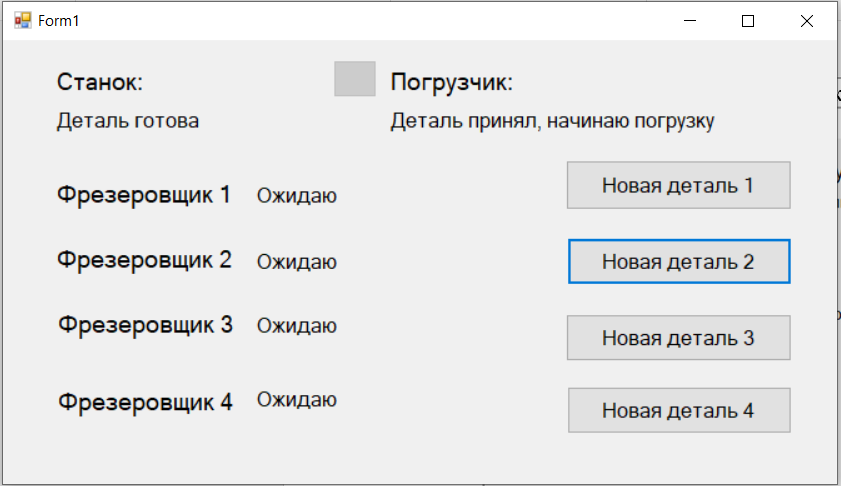 Form1
Станок:
Погрузчик:
Деталь готова
Деталь принял, начинаю погрузку
Фрезеровщик 1
Ожидаю
Новая деталь 1
Фрезеровщик 2
Ожидаю
Новая деталь 2
Фрезеровщик 3
Ожидаю
Новая деталь 3
Фрезеровщик 4
Ожидаю
Новая деталь 4